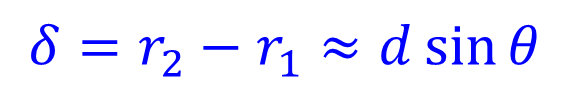 δ = r₂ − r₁ ≈ d sin θ